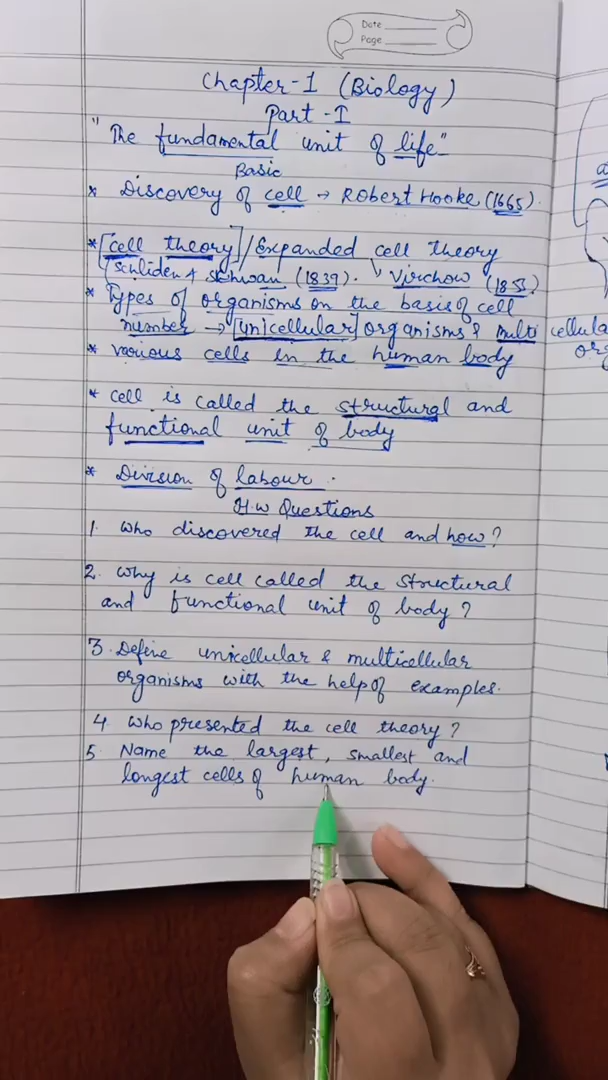 Date
Page
Chapter-1 (Biology)
Part-I
"The fundamental unit of life"
Basic
* Discovery of cell → Robert Hooke (1665).
* [cell theory]/Expanded cell theory
(Schliden & Schwan (1839). ↳ Virchow (1855)
* Types of organisms on the basis of cell
number → [unicellular] organisms & multi cellula
org
* various cells in the human body
* cell is called the structural and
functional unit of body
* Division of labour.
H.w Questions
1. Who discovered the cell and how?
2. Why is cell called the structural
and functional unit of body?
3. Define unicellular & multicellular
organisms with the help of examples.
4. Who presented the cell theory?
5. Name the largest, smallest and
longest cells of human body.